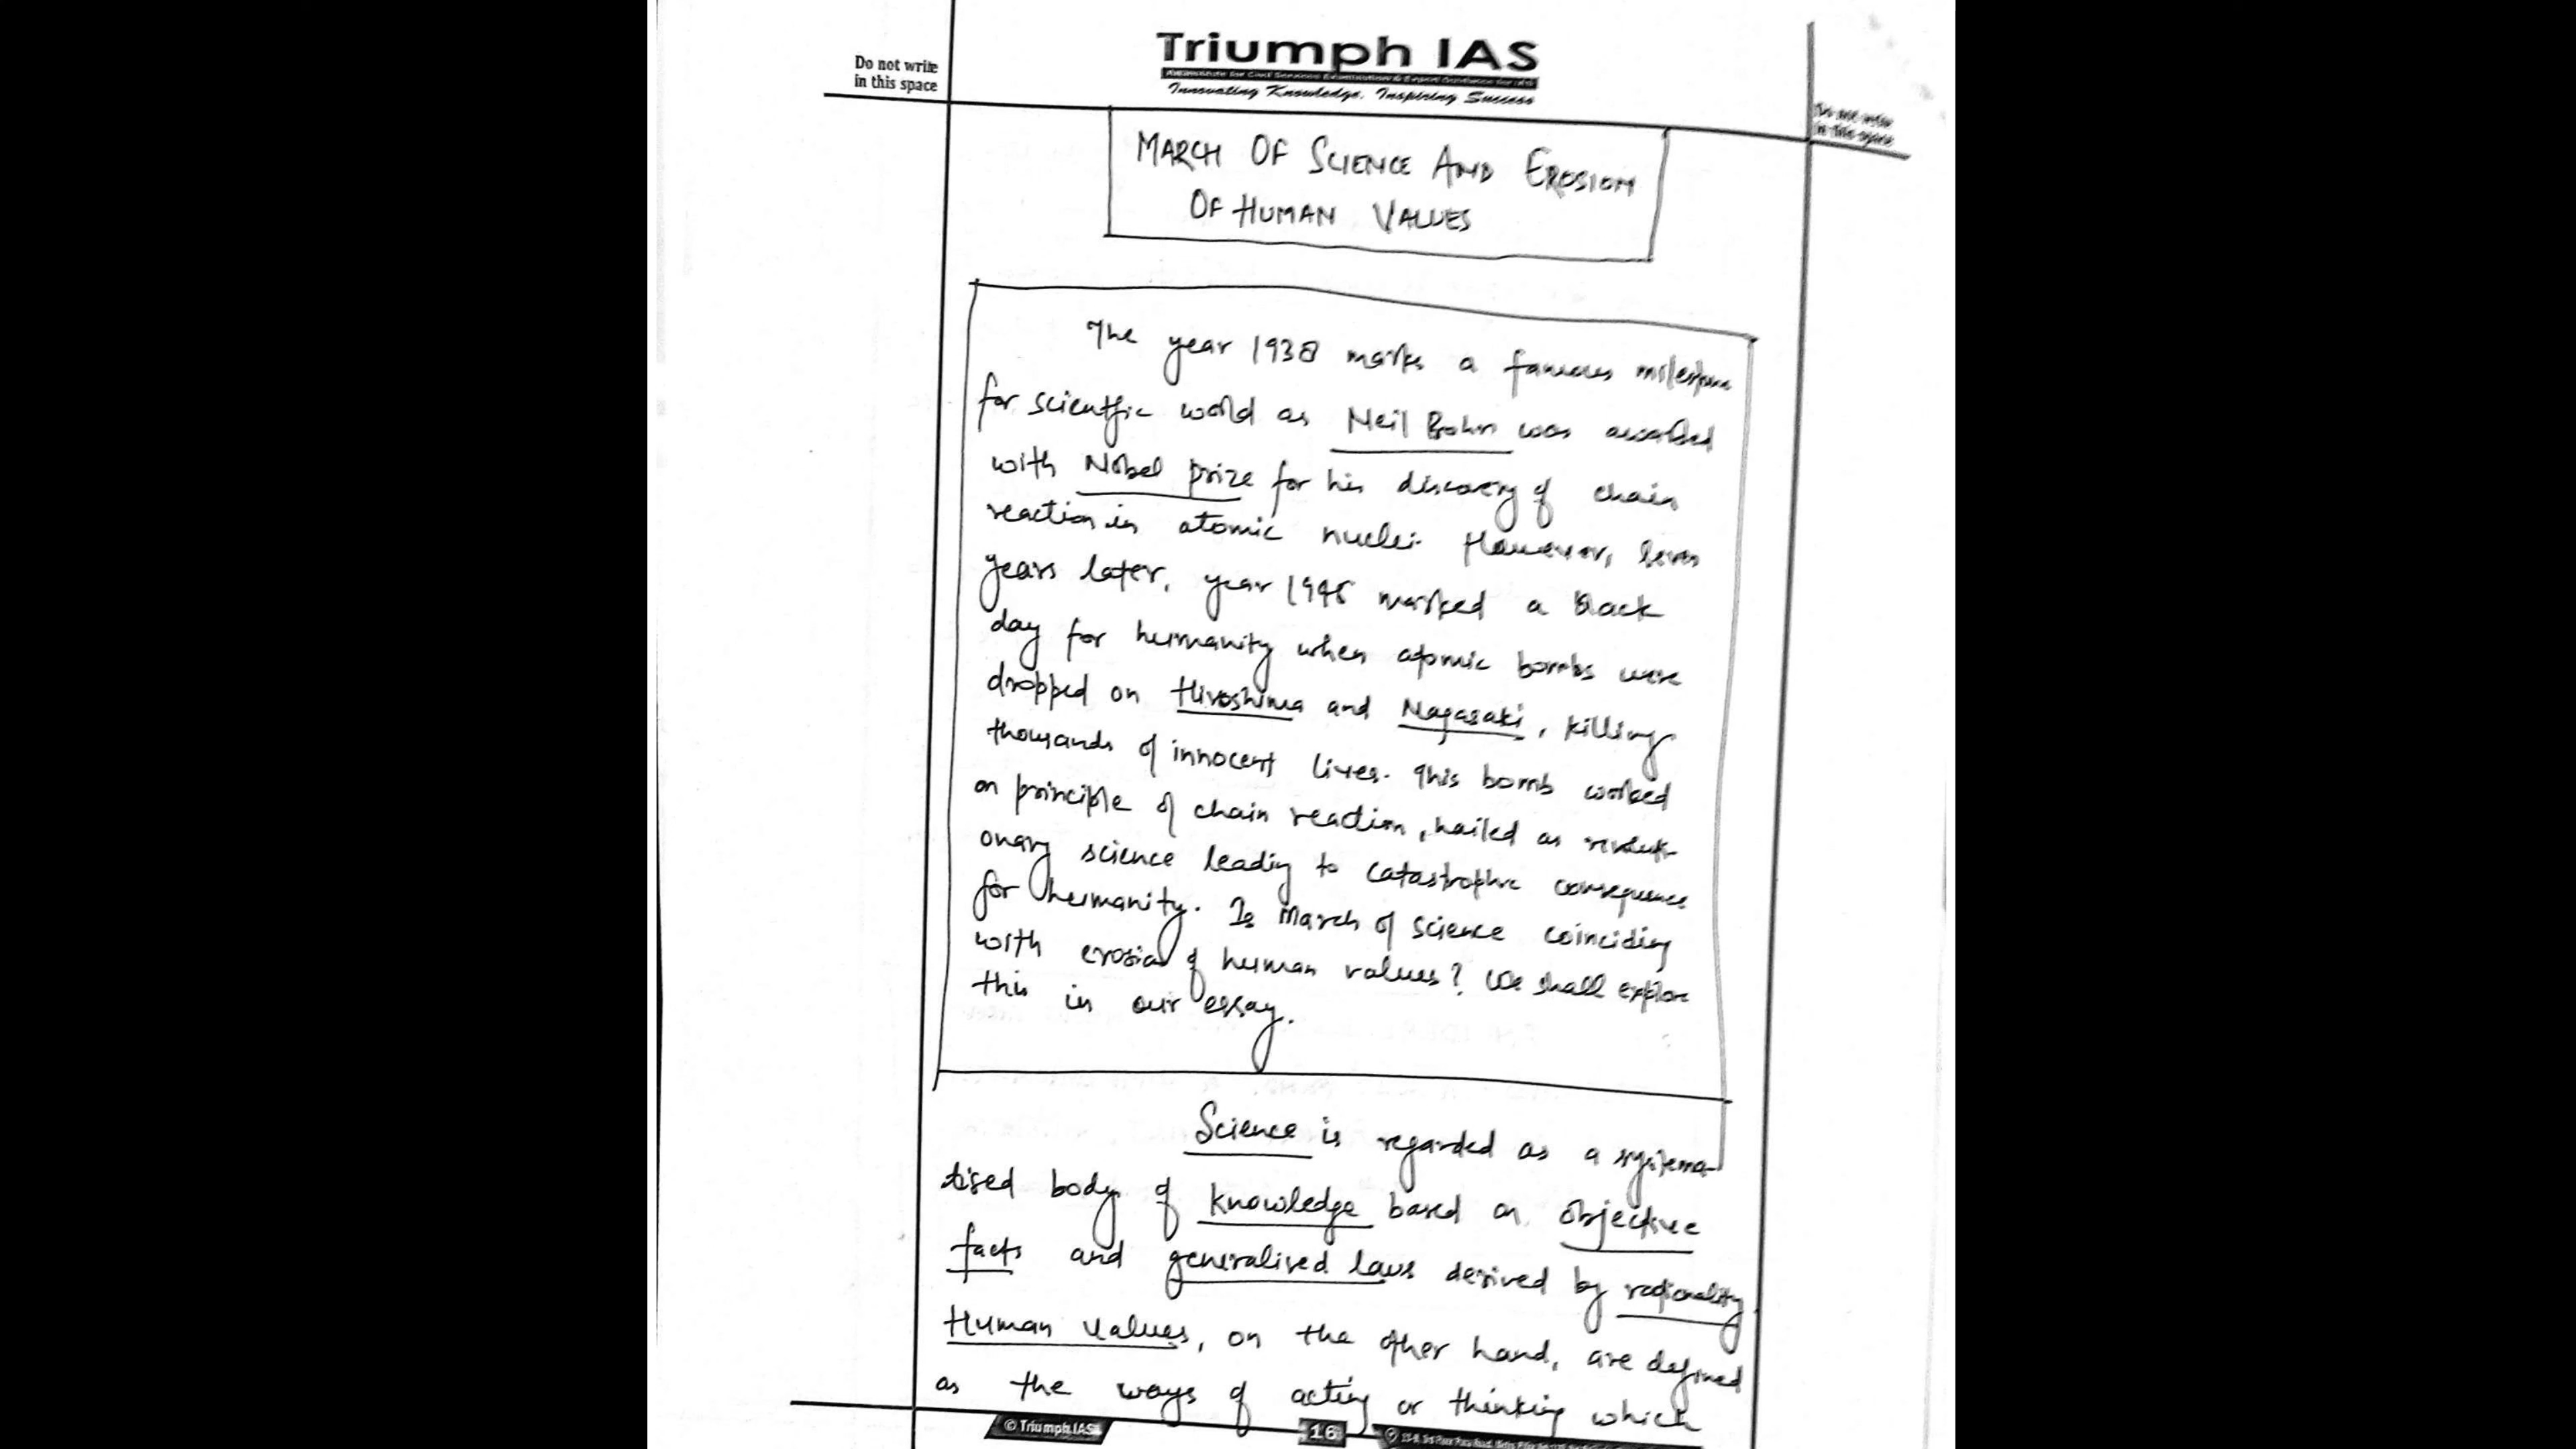 Do not write
in this space
Triumph IAS
Innovating Knowledge, Inspiring Success
Do not write
in this space
MARCH OF SCIENCE AND EROSION
OF HUMAN VALUES
The year 1938 marks a famous milestone
for scientific world as Neil Bohr was awarded
with Nobel prize for his discovery of chain
reaction in atomic nuclei. However, seven
years later, year 1945 marked a black
day for humanity when atomic bombs were
dropped on Hiroshima and Nagasaki, killing
thousands of innocent lives. This bomb worked
on principle of chain reaction, hailed as
onary science leading to catastrophic consequence
for humanity. Is March of science coinciding
with erosion of human values? We shall explore
this in our essay.
Science is regarded as a systema-
tised body of knowledge based on objective
facts and generalised laws derived by rationality.
Human values, on the other hand, are defined
as the ways of acting or thinking which
© Triumph IAS
16